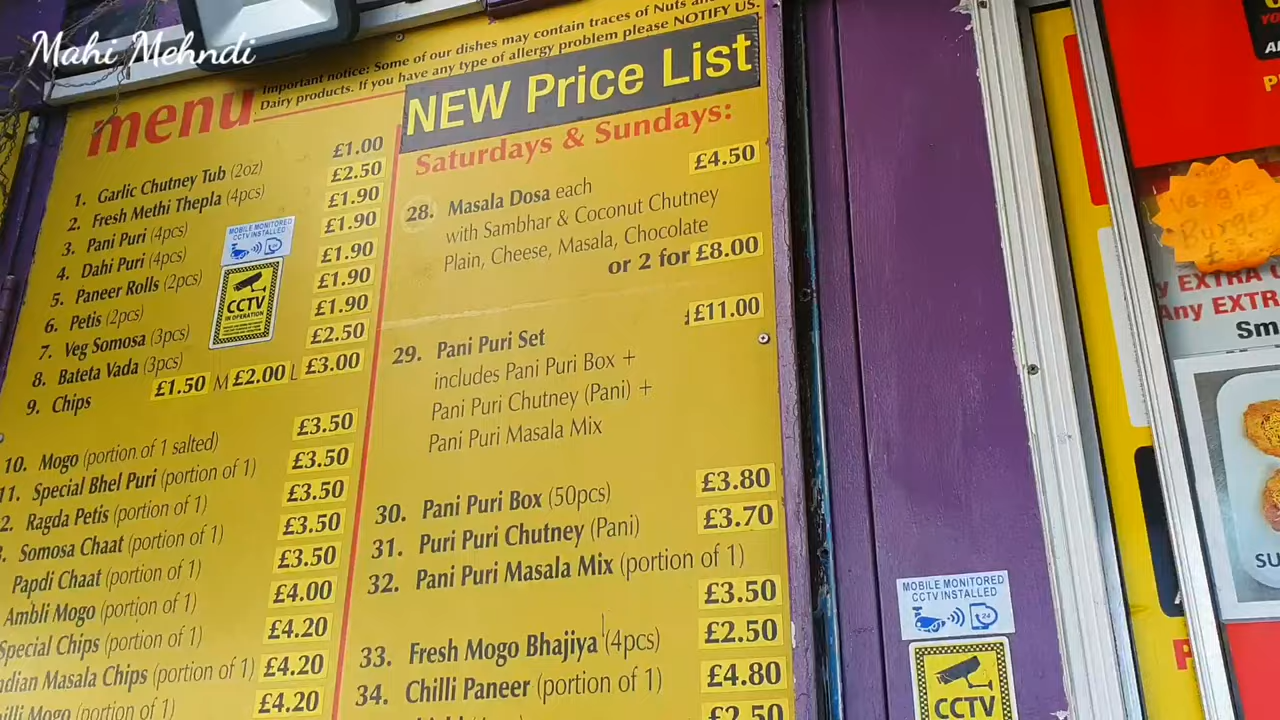 Mahi Mehndi
Important notice: Some of our dishes may contain traces of Nuts and
Dairy products. If you have any type of allergy problem please NOTIFY US.
menu
1. Garlic Chutney Tub (2oz) £1.00
2. Fresh Methi Thepla (4pcs) £2.50
3. Pani Puri (4pcs) £1.90
4. Dahi Puri (4pcs) £1.90
5. Paneer Rolls (2pcs) £1.90
6. Petis (2pcs) £1.90
7. Veg Somosa (3pcs) £1.90
8. Bateta Vada (3pcs) £2.50
9. Chips £1.50 M £2.00 L £3.00
10. Mogo (portion of 1 salted) £3.50
11. Special Bhel Puri (portion of 1) £3.50
2. Ragda Petis (portion of 1) £3.50
Somosa Chaat (portion of 1) £3.50
Papdi Chaat (portion of 1) £3.50
Ambli Mogo (portion of 1) £4.00
Special Chips (portion of 1) £4.20
ndian Masala Chips (portion of 1) £4.20
illi Mogo (portion of 1) £4.20
MOBILE MONITORED
CCTV INSTALLED
CCTV
IN OPERATION
NEW Price List
Saturdays & Sundays:
28. Masala Dosa each £4.50
with Sambhar & Coconut Chutney
Plain, Cheese, Masala, Chocolate
or 2 for £8.00
29. Pani Puri Set £11.00
includes Pani Puri Box +
Pani Puri Chutney (Pani) +
Pani Puri Masala Mix
30. Pani Puri Box (50pcs) £3.80
31. Puri Puri Chutney (Pani) £3.70
32. Pani Puri Masala Mix (portion of 1)
£3.50
33. Fresh Mogo Bhajiya (4pcs) £2.50
34. Chilli Paneer (portion of 1) £4.80
£2.50
MOBILE MONITORED
CCTV INSTALLED
24
CCTV
Veggie
Burger
y EXTRA
Any EXTR
Sm
SU